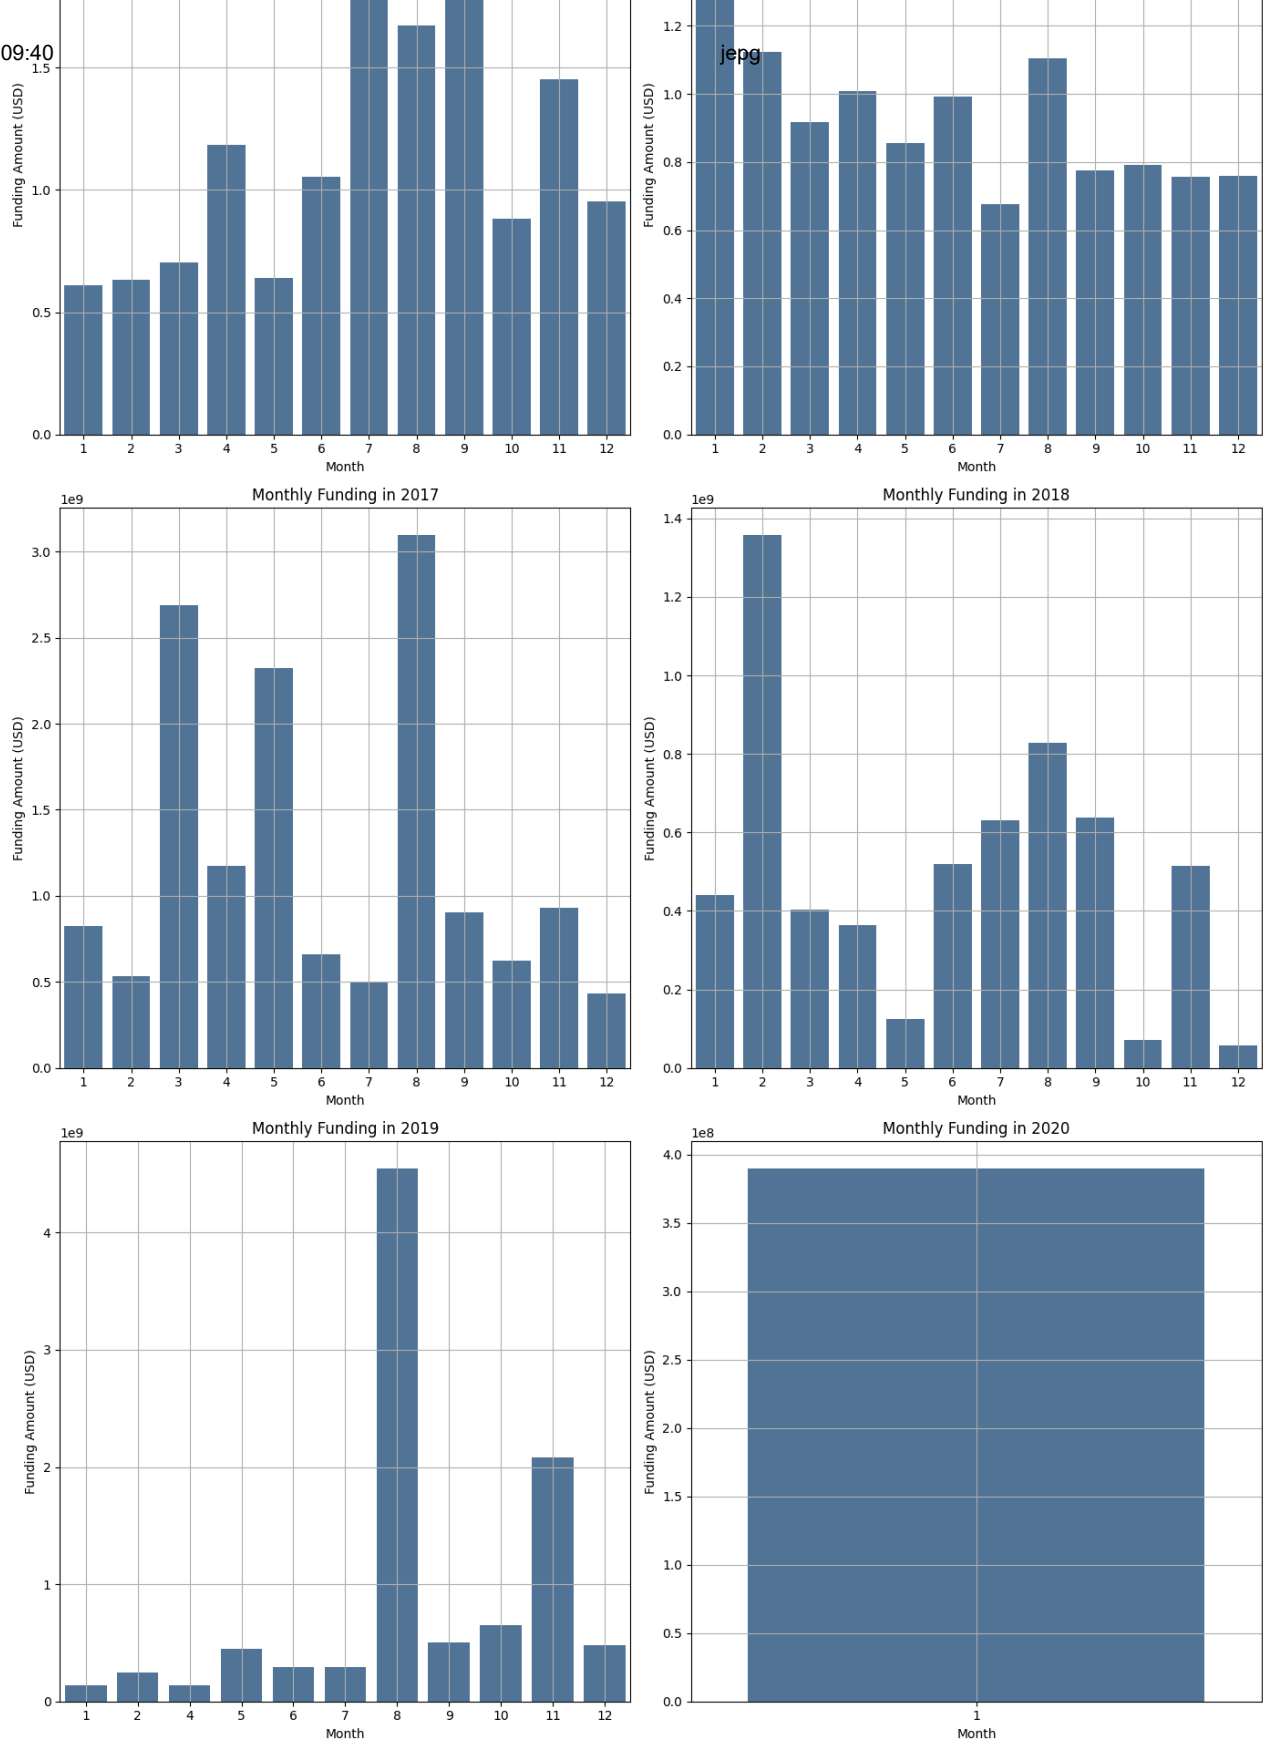 09:40
jepg
1.5
1.0
0.5
0.0
Funding Amount (USD)
1 2 3 4 5 6 7 8 9 10 11 12
Month
1.2
1.0
0.8
0.6
0.4
0.2
0.0
Funding Amount (USD)
1 2 3 4 5 6 7 8 9 10 11 12
Month
Monthly Funding in 2017
1e9
3.0
2.5
2.0
1.5
1.0
0.5
0.0
Funding Amount (USD)
1 2 3 4 5 6 7 8 9 10 11 12
Month
Monthly Funding in 2018
1e9
1.4
1.2
1.0
0.8
0.6
0.4
0.2
0.0
Funding Amount (USD)
1 2 3 4 5 6 7 8 9 10 11 12
Month
Monthly Funding in 2019
1e9
4
3
2
1
0
Funding Amount (USD)
1 2 4 5 6 7 8 9 10 11 12
Month
Monthly Funding in 2020
1e8
4.0
3.5
3.0
2.5
2.0
1.5
1.0
0.5
0.0
Funding Amount (USD)
1
Month